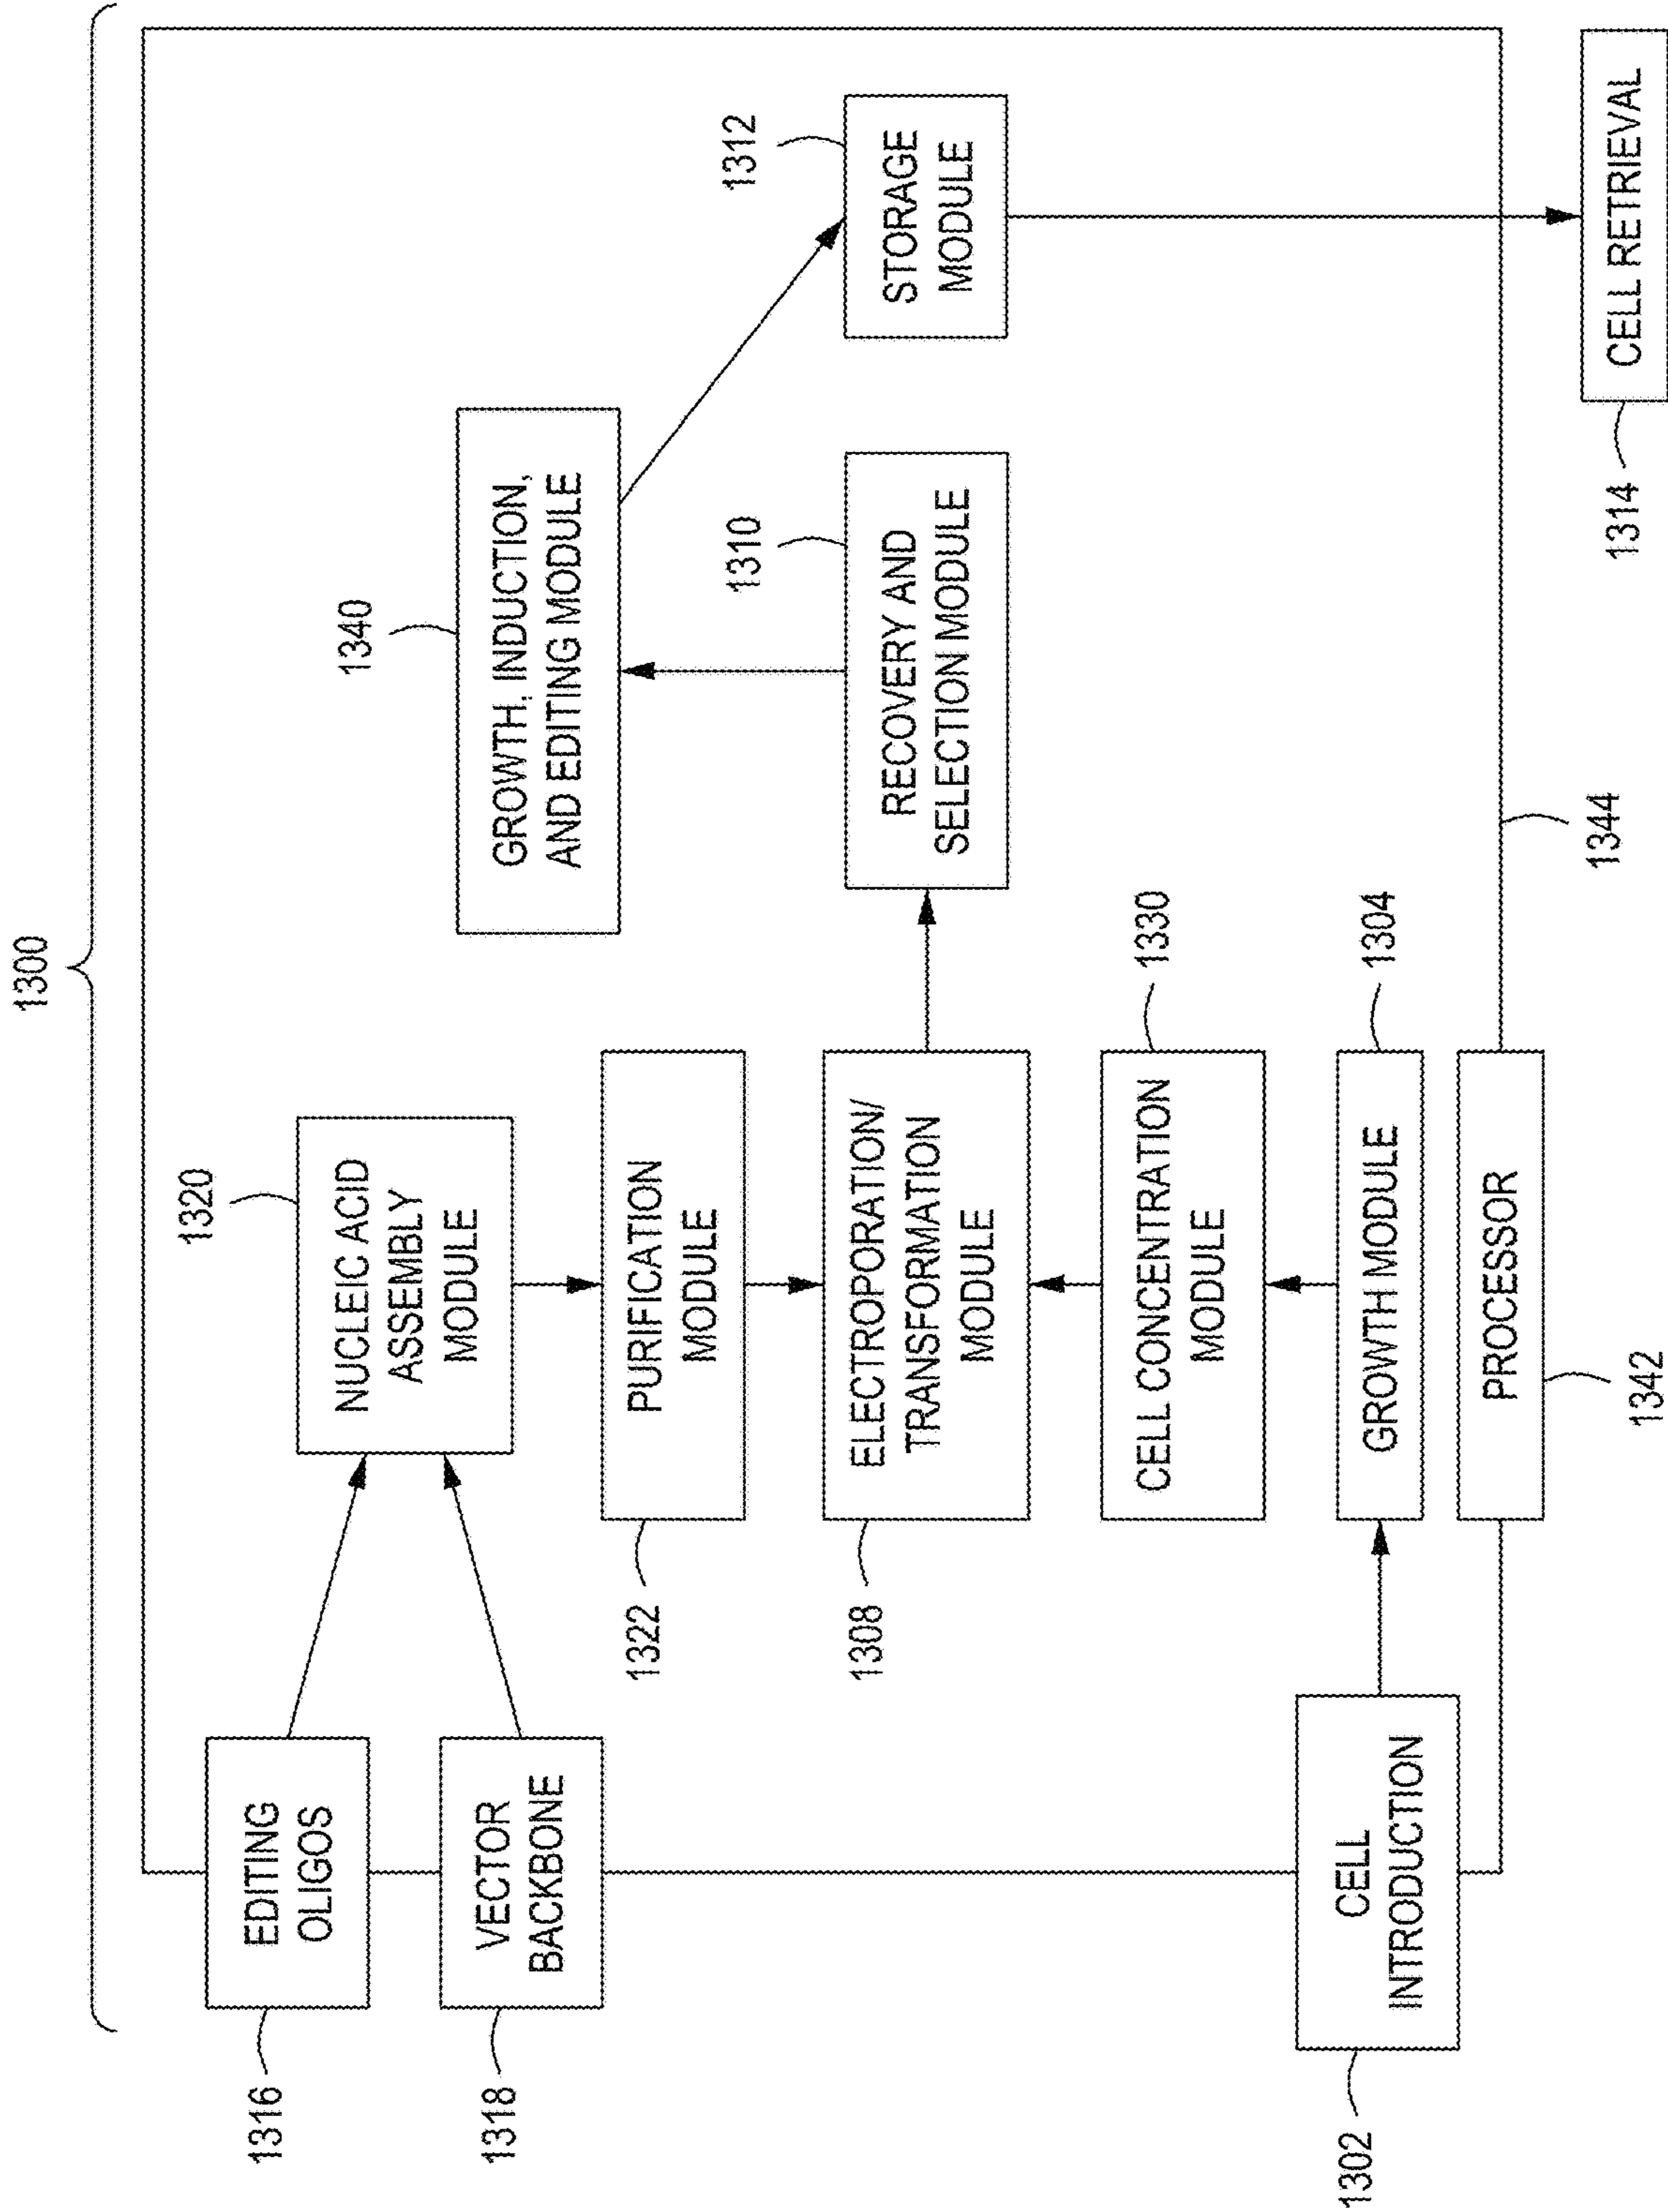 1300
1316
EDITING
OLIGOS
1318
VECTOR
BACKBONE
1302
CELL
INTRODUCTION
1320
NUCLEIC ACID
ASSEMBLY
MODULE
1322
PURIFICATION
MODULE
1308
ELECTROPORATION/
TRANSFORMATION
MODULE
CELL CONCENTRATION
MODULE
1330
GROWTH MODULE
1304
PROCESSOR
1342
1344
1340
GROWTH, INDUCTION,
AND EDITING MODULE
1310
RECOVERY AND
SELECTION MODULE
1312
STORAGE
MODULE
1314
CELL RETRIEVAL